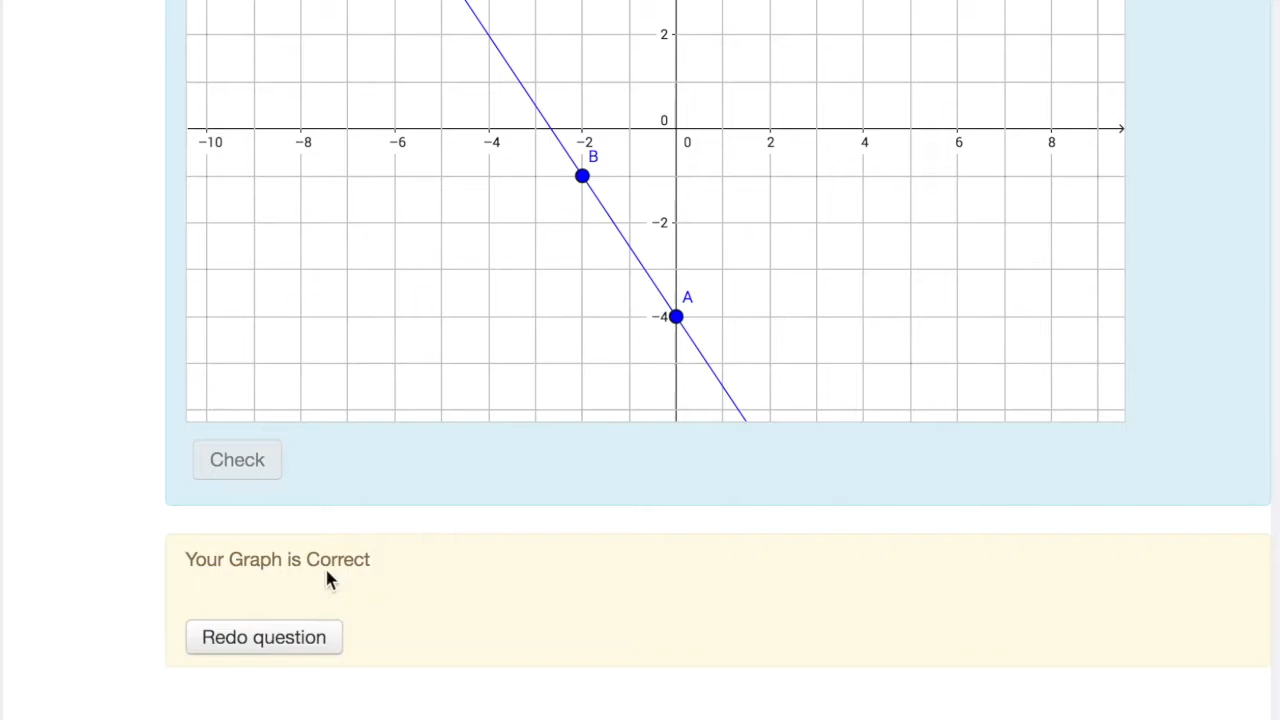 2
0
−10 −8 −6 −4 −2 0 2 4 6 8
B
−2
A
−4
Check
Your Graph is Correct
Redo question